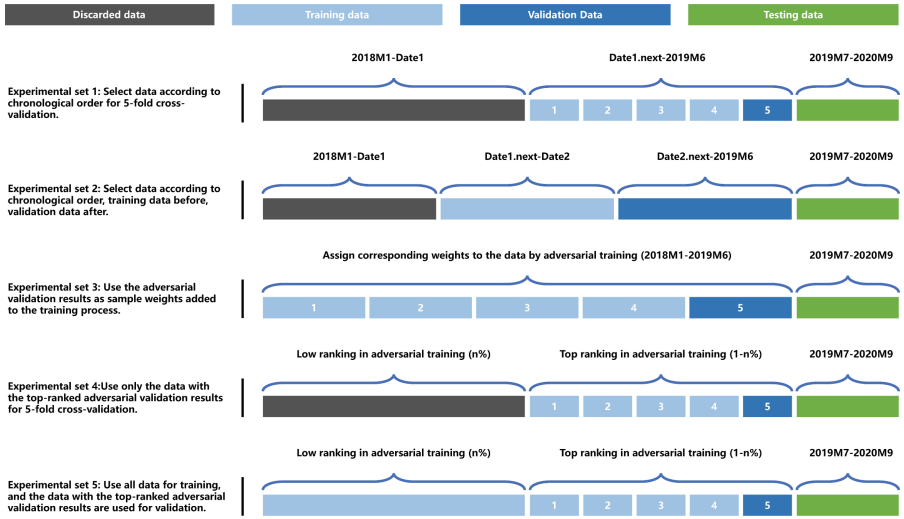 Discarded data
Training data
Validation Data
Testing data
2018M1-Date1
Date1.next-2019M6
2019M7-2020M9
Experimental set 1: Select data according to
chronological order for 5-fold cross-
validation.
1
2
3
4
5
2018M1-Date1
Date1.next-Date2
Date2.next-2019M6
2019M7-2020M9
Experimental set 2: Select data according to
chronological order, training data before,
validation data after.
Assign corresponding weights to the data by adversarial training (2018M1-2019M6)
2019M7-2020M9
Experimental set 3: Use the adversarial
validation results as sample weights added
to the training process.
1
2
3
4
5
Low ranking in adversarial training (n%)
Top ranking in adversarial training (1-n%)
2019M7-2020M9
Experimental set 4:Use only the data with
the top-ranked adversarial validation results
for 5-fold cross-validation.
1
2
3
4
5
Low ranking in adversarial training (n%)
Top ranking in adversarial training (1-n%)
2019M7-2020M9
Experimental set 5: Use all data for training,
and the data with the top-ranked adversarial
validation results are used for validation.
1
2
3
4
5